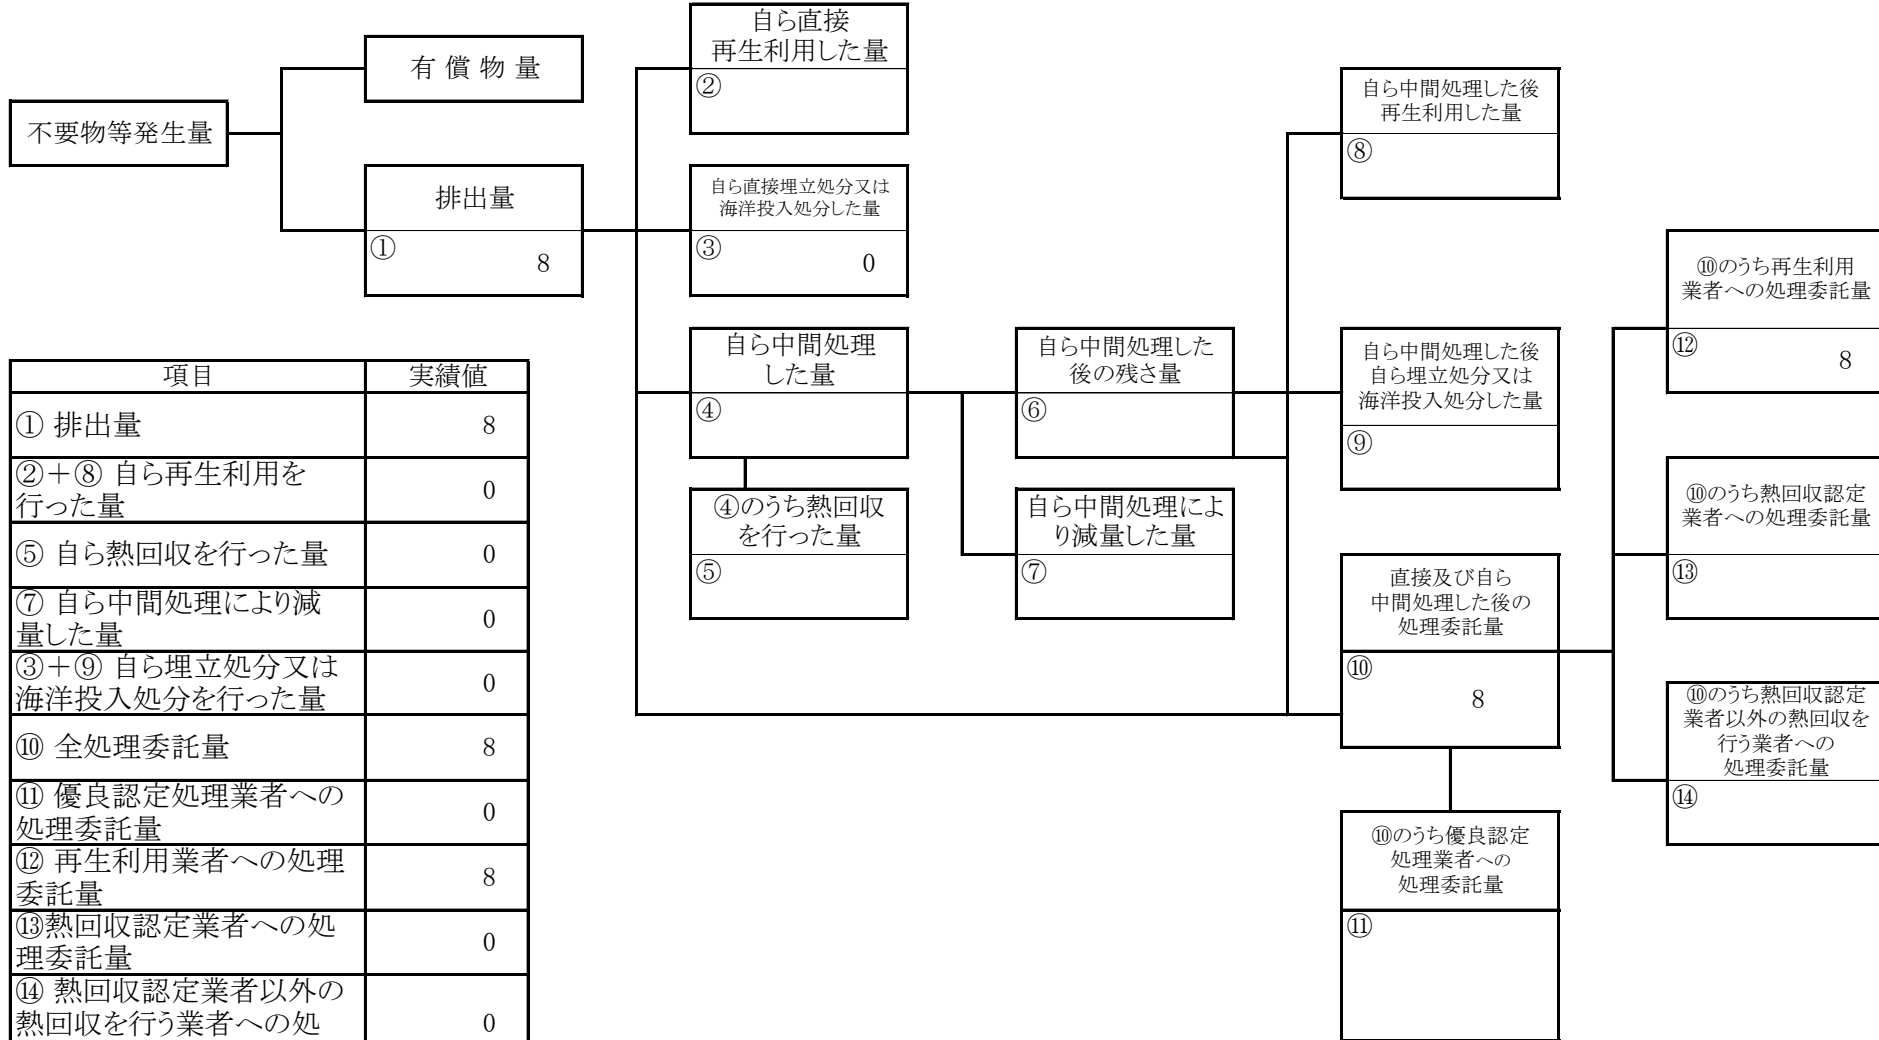 不要物等発生量
有償物量
排出量
①
8
自ら直接
再生利用した量
②
自ら直接埋立処分又は
海洋投入処分した量
③
0
自ら中間処理
した量
④
④のうち熱回収
を行った量
⑤
自ら中間処理した
後の残さ量
⑥
自ら中間処理によ
り減量した量
⑦
自ら中間処理した後
再生利用した量
⑧
自ら中間処理した後
自ら埋立処分又は
海洋投入処分した量
⑨
直接及び自ら
中間処理した後の
処理委託量
⑩
8
⑩のうち優良認定
処理業者への
処理委託量
⑪
⑩のうち再生利用
業者への処理委託量
⑫
8
⑩のうち熱回収認定
業者への処理委託量
⑬
⑩のうち熱回収認定
業者以外の熱回収を
行う業者への
処理委託量
⑭
項目 実績値
① 排出量 8
②＋⑧ 自ら再生利用を
行った量 0
⑤ 自ら熱回収を行った量 0
⑦ 自ら中間処理により減
量した量 0
③＋⑨ 自ら埋立処分又は
海洋投入処分を行った量 0
⑩ 全処理委託量 8
⑪ 優良認定処理業者への
処理委託量 0
⑫ 再生利用業者への処理
委託量 8
⑬熱回収認定業者への処
理委託量 0
⑭ 熱回収認定業者以外の
熱回収を行う業者への処 0